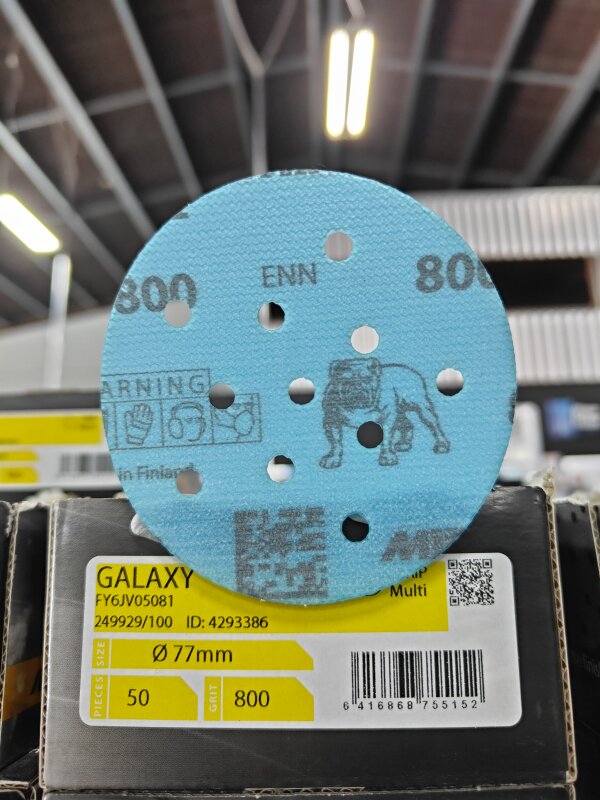 800
ENN
800
ARNING
in Finland
GALAXY
FY6JV05081
249929/100 ID: 4293386
Multi
SIZE
Ø 77mm
PIECES
50
GRIT
800
6 416868 755152